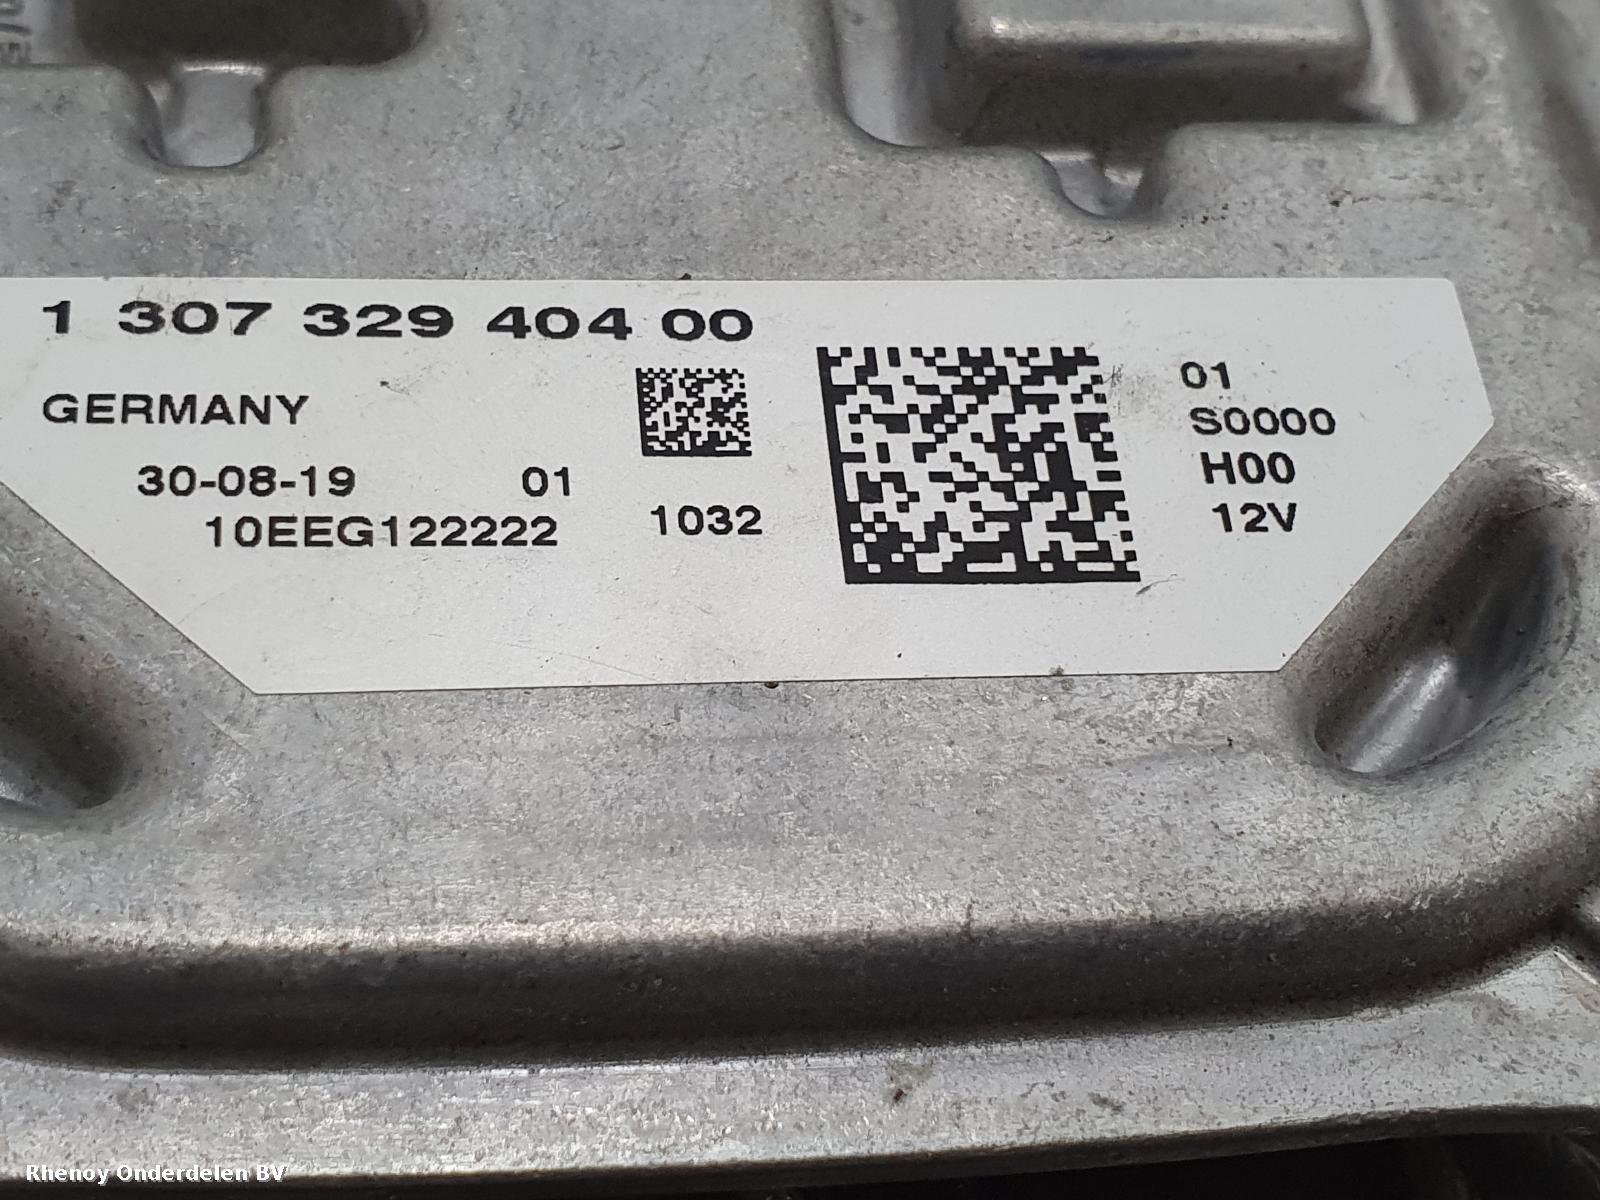 1 307 329 404 00
GERMANY
30-08-19 01
10EEG122222 1032
01
S0000
H00
12V
Rhenoy Onderdelen BV